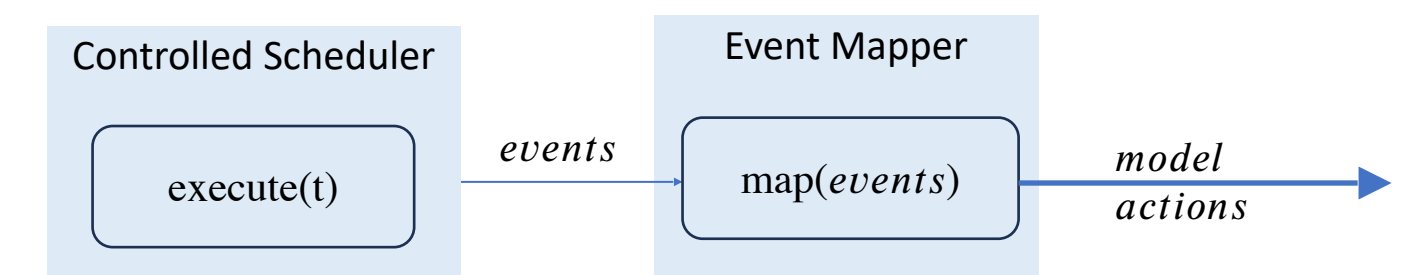 Controlled Scheduler
execute(t)
events
Event Mapper
map(events)
model
actions